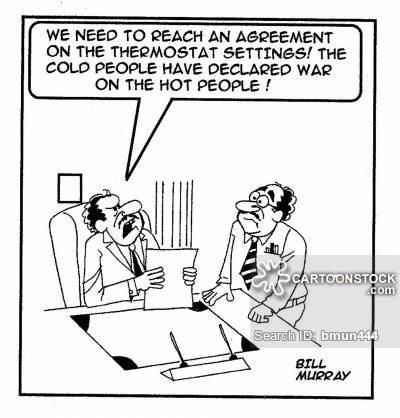 WE NEED TO REACH AN AGREEMENT
ON THE THERMOSTAT SETTINGS! THE
COLD PEOPLE HAVE DECLARED WAR
ON THE HOT PEOPLE!
CARTOONSTOCK
.com
Search ID: bmun444
BILL
MURRAY